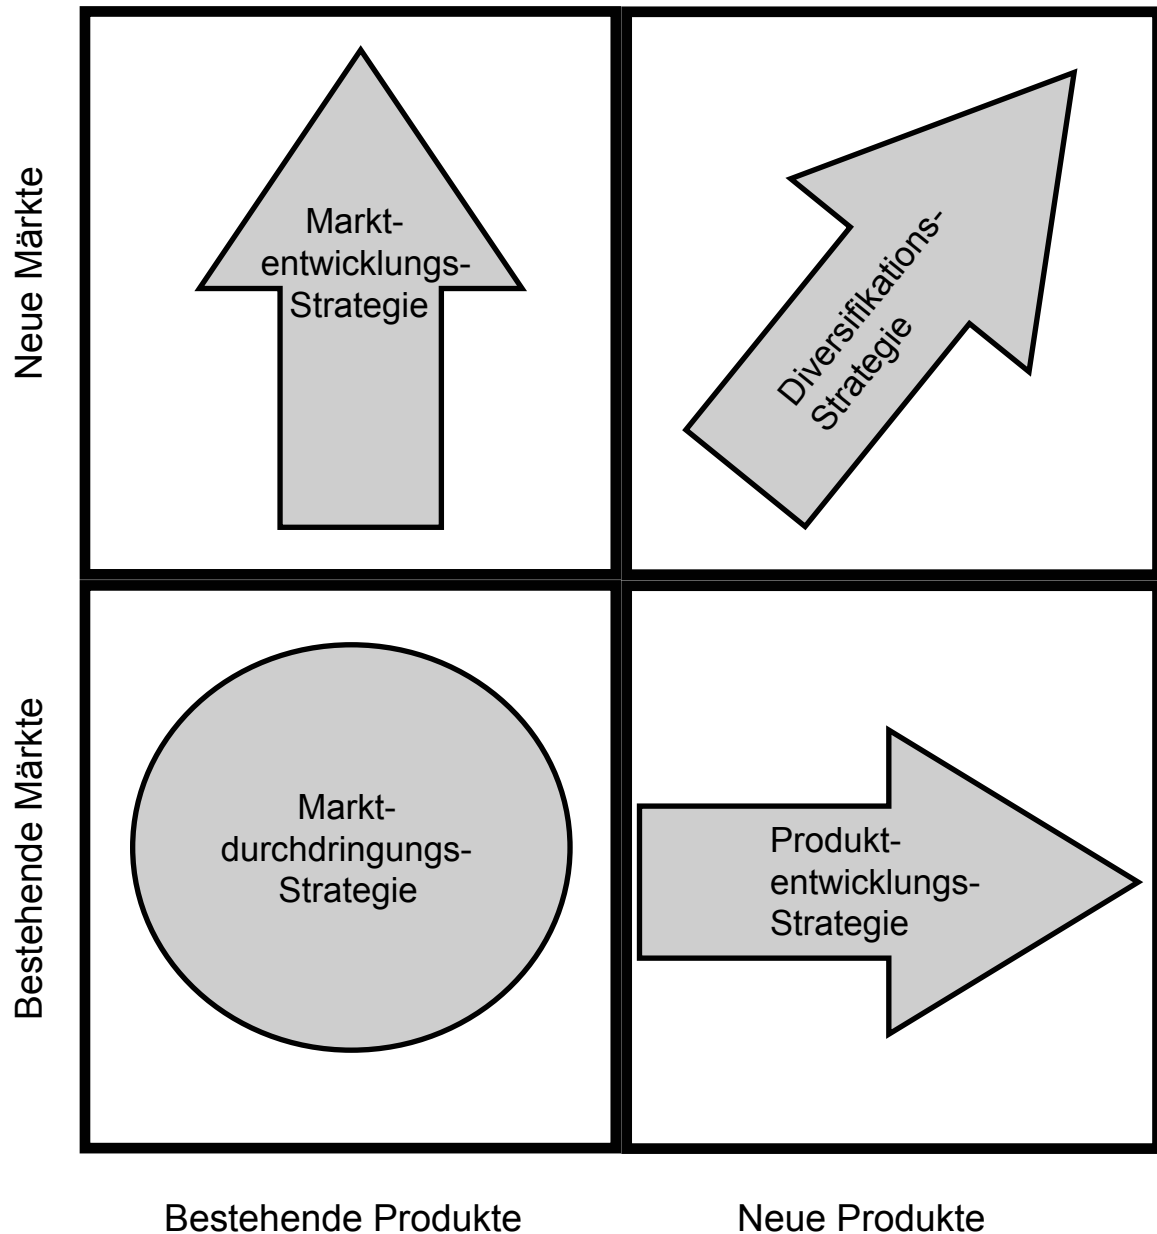 Neue Märkte
Markt-
entwicklungs-
Strategie
Diversifikations-
Strategie
Bestehende Märkte
Markt-
durchdringungs-
Strategie
Produkt-
entwicklungs-
Strategie
Bestehende Produkte
Neue Produkte